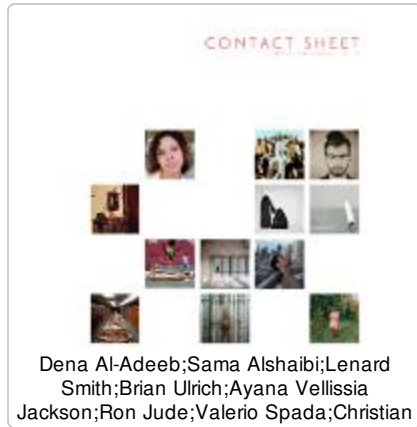 CONTACT SHEET
Dena Al-Adeeb;Sama Alshaibi;Lenard
Smith;Brian Ulrich;Ayana Vellissia
Jackson;Ron Jude;Valerio Spada;Christian